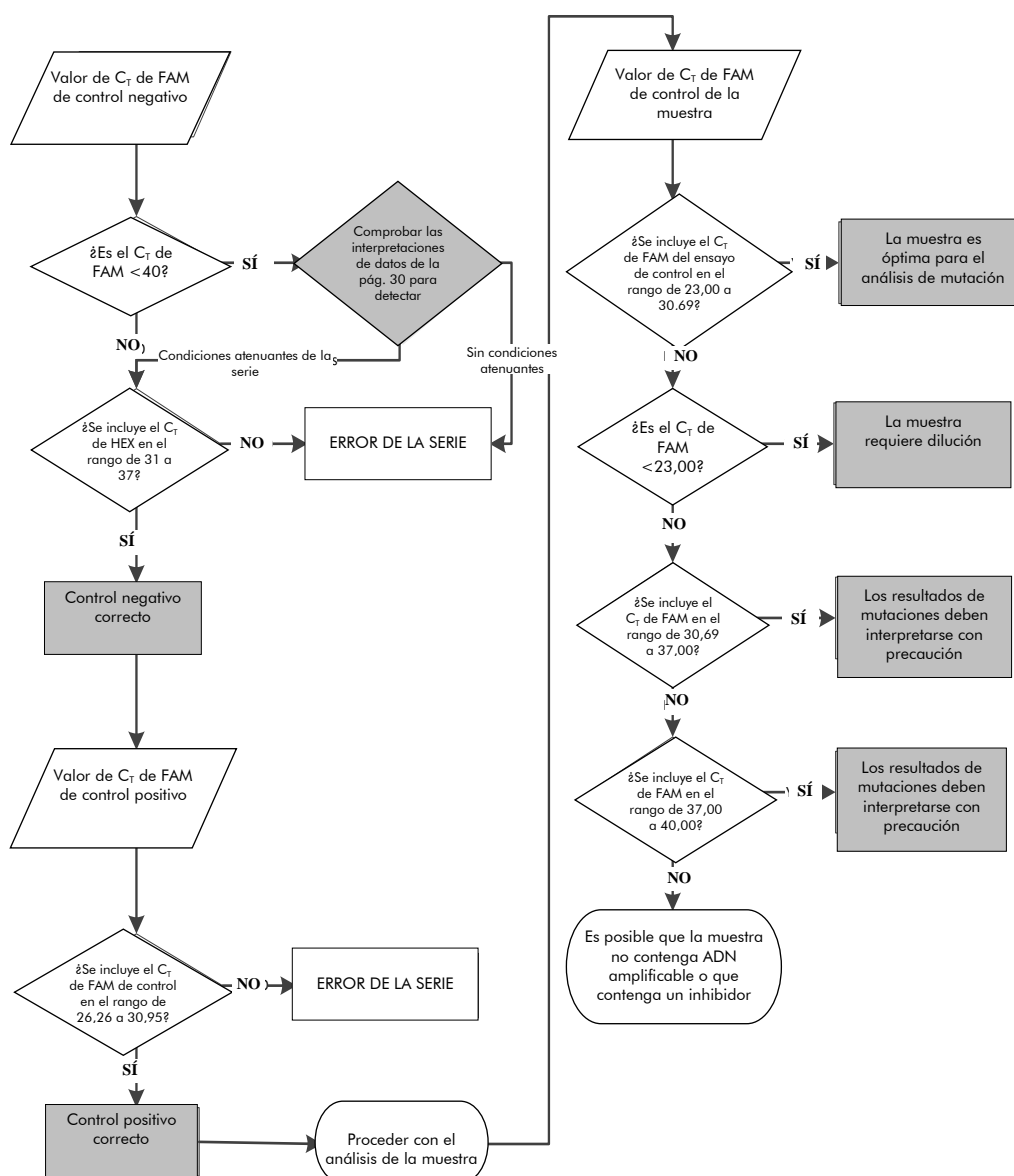 Valor de CT de FAM
de control negativo
¿Es el CT de
FAM <40?
SÍ
Comprobar las
interpretaciones
de datos de la
pág. 30 para
detectar
NO
Condiciones atenuantes de las
serie
Sin condiciones
atenuantes
¿Se incluye el CT
de HEX en el
rango de 31 a
37?
NO
ERROR DE LA SERIE
SÍ
Control negativo
correcto
Valor de CT de FAM
de control positivo
¿Se incluye el CT
de FAM de control
en el rango de
26,26 a 30,95?
NO
ERROR DE LA SERIE
SÍ
Control positivo
correcto
Proceder con el
análisis de la muestra
Valor de CT de FAM
de control de la
muestra
¿Se incluye el CT
de FAM del ensayo
de control en el
rango de 23,00 a
30.69?
SÍ
La muestra es
óptima para el
análisis de mutación
NO
¿Es el CT de
FAM
<23,00?
SÍ
La muestra
requiere dilución
NO
¿Se incluye el
CT de FAM en el
rango de 30,69
a 37,00?
SÍ
Los resultados de
mutaciones deben
interpretarse con
precaución
NO
¿Se incluye el CT
de FAM en el
rango de 37,00
a 40,00?
SÍ
Los resultados de
mutaciones deben
interpretarse con
precaución
NO
Es posible que la muestra
no contenga ADN
amplificable o que
contenga un inhibidor